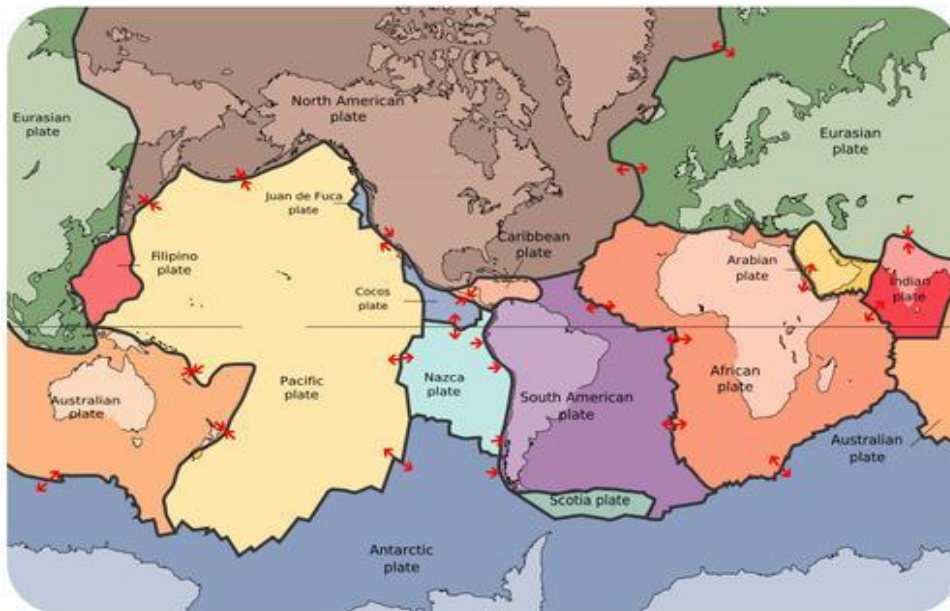 North American
plate
Eurasian
plate
Eurasian
plate
Juan de Fuca
plate
Filipino
plate
Caribbean
plate
Arabian
plate
Indian
plate
Cocos
plate
Pacific
plate
Nazca
plate
African
plate
Australian
plate
South American
plate
Australian
plate
Scotia plate
Antarctic
plate